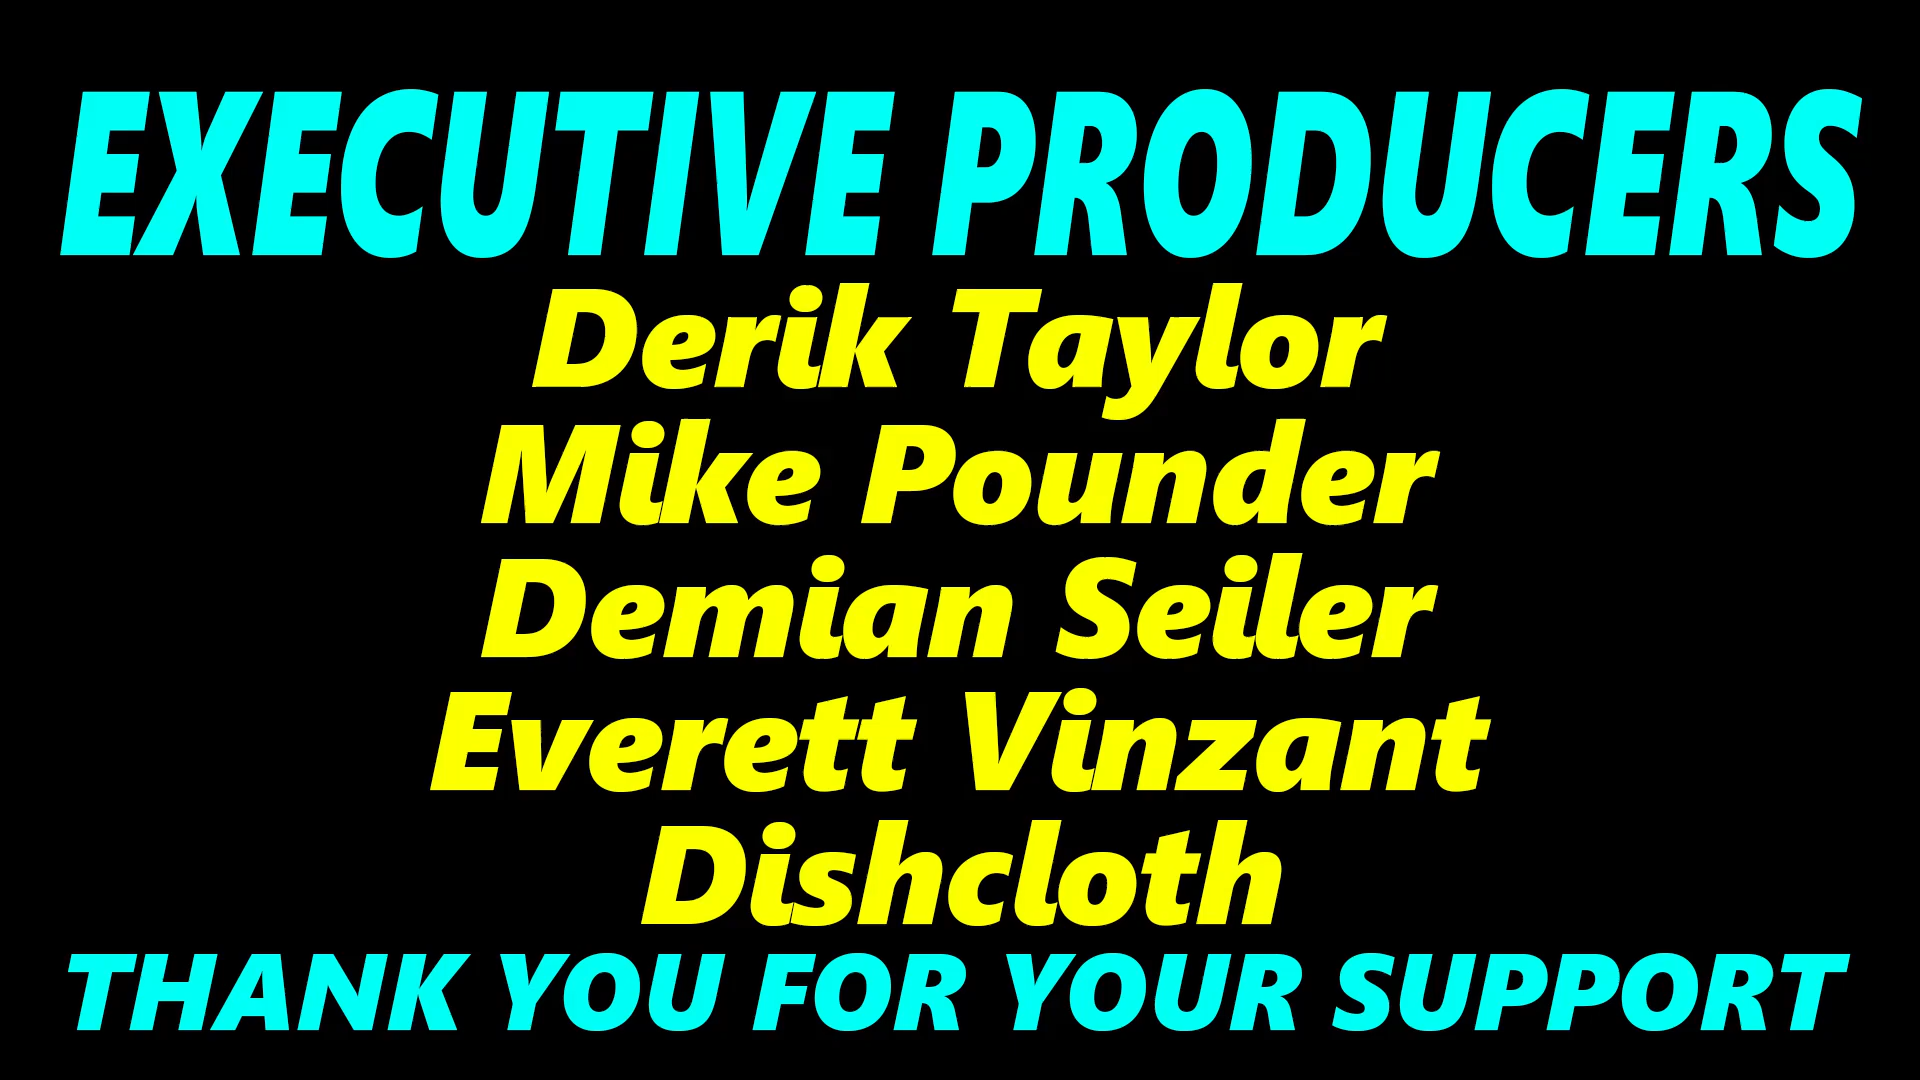 EXECUTIVE PRODUCERS
Derik Taylor
Mike Pounder
Demian Seiler
Everett Vinzant
Dishcloth
THANK YOU FOR YOUR SUPPORT